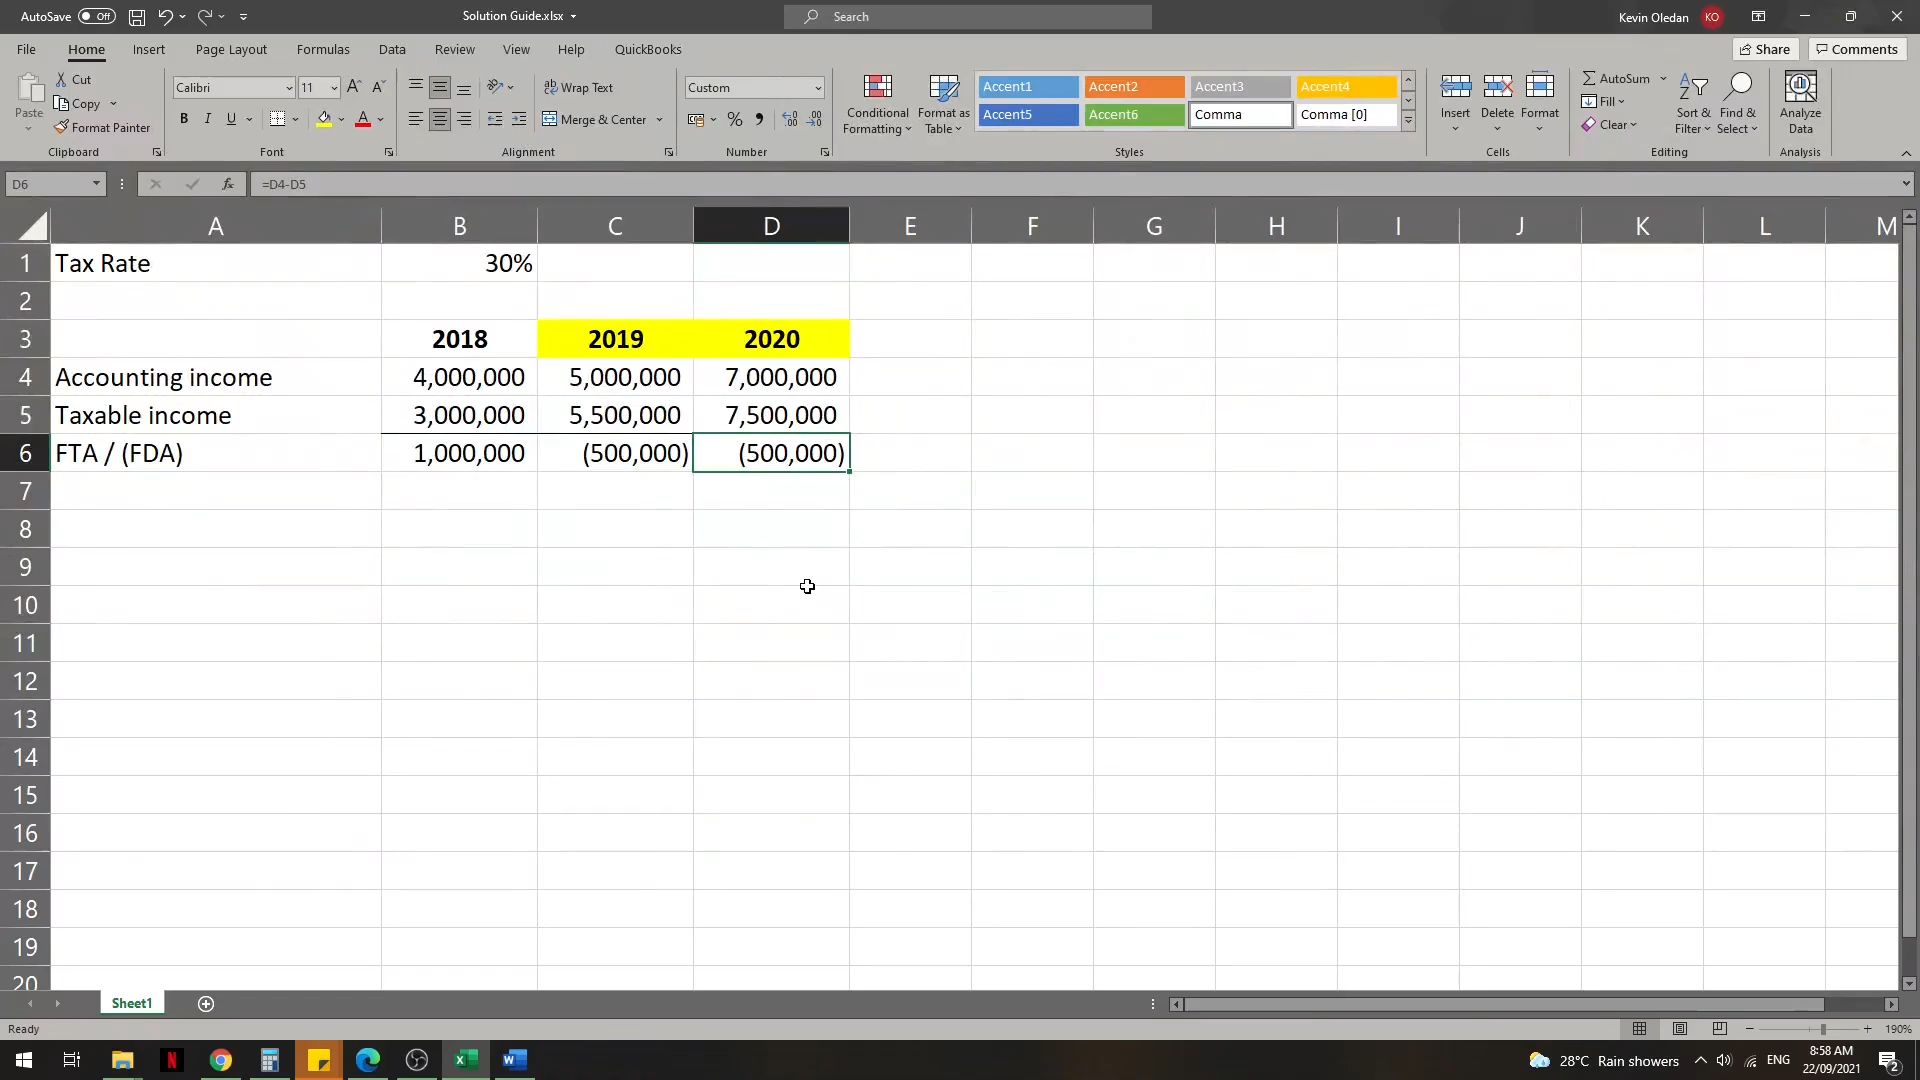 AutoSave Off Solution Guide.xlsx Search Kevin Oledan KO
File Home Insert Page Layout Formulas Data Review View Help QuickBooks Share Comments
Paste Cut Copy Format Painter
Clipboard
Calibri 11
B I U
Font
Wrap Text
Merge & Center
Alignment
Custom
Number
Conditional Formatting
Format as Table
Accent1 Accent2 Accent3 Accent4
Accent5 Accent6 Comma Comma [0]
Styles
Insert Delete Format
Cells
AutoSum
Fill
Clear
Sort & Filter
Find & Select
Editing
Analyze Data
Analysis
D6 fx =D4-D5
A B C D E F G H I J K L M
1 Tax Rate 30%
2
3 2018 2019 2020
4 Accounting income 4,000,000 5,000,000 7,000,000
5 Taxable income 3,000,000 5,500,000 7,500,000
6 FTA / (FDA) 1,000,000 (500,000) (500,000)
7
8
9
10
11
12
13
14
15
16
17
18
19
20
Sheet1
Ready 190%
28°C Rain showers ENG 8:58 AM
22/09/2021 2